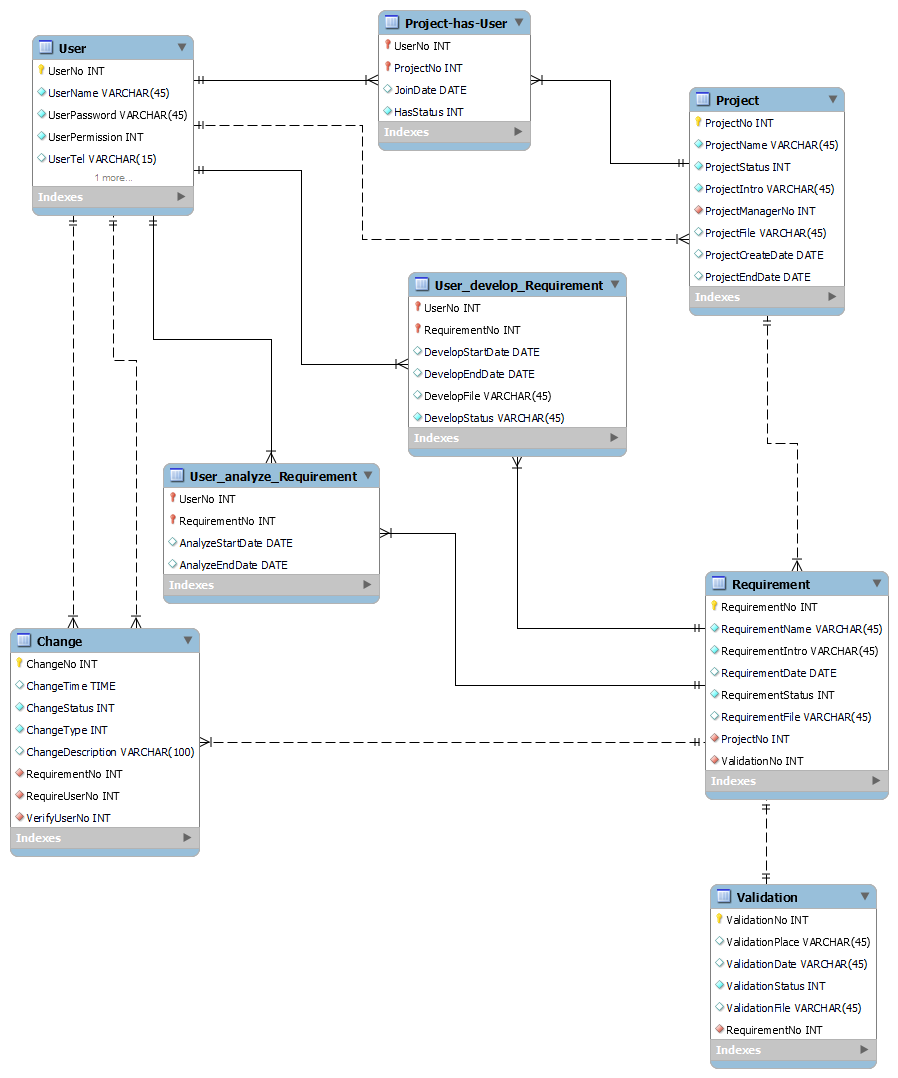 User
UserNo INT
UserName VARCHAR(45)
UserPassword VARCHAR(45)
UserPermission INT
UserTel VARCHAR(15)
1 more...
Indexes
Project-has-User
UserNo INT
ProjectNo INT
JoinDate DATE
HasStatus INT
Indexes
Project
ProjectNo INT
ProjectName VARCHAR(45)
ProjectStatus INT
ProjectIntro VARCHAR(45)
ProjectManagerNo INT
ProjectFile VARCHAR(45)
ProjectCreateDate DATE
ProjectEndDate DATE
Indexes
User_develop_Requirement
UserNo INT
RequirementNo INT
DevelopStartDate DATE
DevelopEndDate DATE
DevelopFile VARCHAR(45)
DevelopStatus VARCHAR(45)
Indexes
User_analyze_Requirement
UserNo INT
RequirementNo INT
AnalyzeStartDate DATE
AnalyzeEndDate DATE
Indexes
Change
ChangeNo INT
ChangeTime TIME
ChangeStatus INT
ChangeType INT
ChangeDescription VARCHAR(100)
RequirementNo INT
RequireUserNo INT
VerifyUserNo INT
Indexes
Requirement
RequirementNo INT
RequirementName VARCHAR(45)
RequirementIntro VARCHAR(45)
RequirementDate DATE
RequirementStatus INT
RequirementFile VARCHAR(45)
ProjectNo INT
ValidationNo INT
Indexes
Validation
ValidationNo INT
ValidationPlace VARCHAR(45)
ValidationDate VARCHAR(45)
ValidationStatus INT
ValidationFile VARCHAR(45)
RequirementNo INT
Indexes